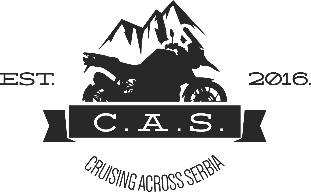 EST. 2016.
C.A.S.
CRUISING ACROSS SERBIA